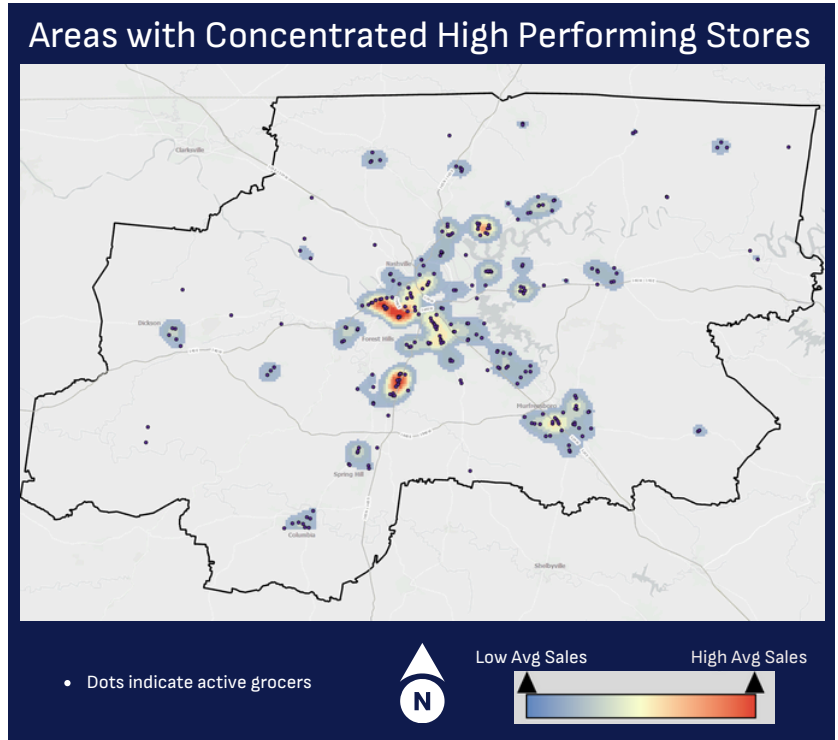 Areas with Concentrated High Performing Stores
Clarksville
Nashville
Dickson
Forest Hills
Murfreesboro
Spring Hill
Columbia
Shelbyville
Low Avg Sales
High Avg Sales
Dots indicate active grocers
N